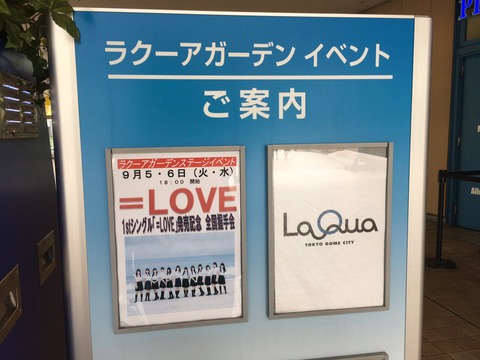 ラクーアガーデン イベント
ご案内
ラクーアガーデンステージイベント
9月5・6日(火・水)
18:00 開始
=LOVE
1stシングル「=LOVE」発売記念 全国握手会
LaQua
TOKYO DOME CITY